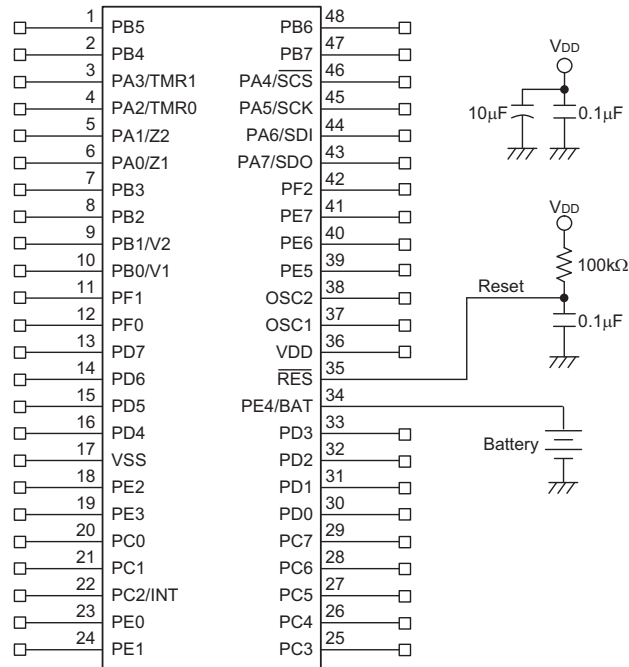 1 PB5 PB6 48
2 PB4 PB7 47
3 PA3/TMR1 PA4/SCS 46
4 PA2/TMR0 PA5/SCK 45
5 PA1/Z2 PA6/SDI 44
6 PA0/Z1 PA7/SDO 43
7 PB3 PF2 42
8 PB2 PE7 41
9 PB1/V2 PE6 40
10 PB0/V1 PE5 39
11 PF1 OSC2 38
12 PF0 OSC1 37
13 PD7 VDD 36
14 PD6 RES 35
15 PD5 PE4/BAT 34
16 PD4 PD3 33
17 VSS PD2 32
18 PE2 PD1 31
19 PE3 PD0 30
20 PC0 PC7 29
21 PC1 PC6 28
22 PC2/INT PC5 27
23 PE0 PC4 26
24 PE1 PC3 25
VDD
10µF 0.1µF
VDD
100kΩ
Reset
0.1µF
Battery